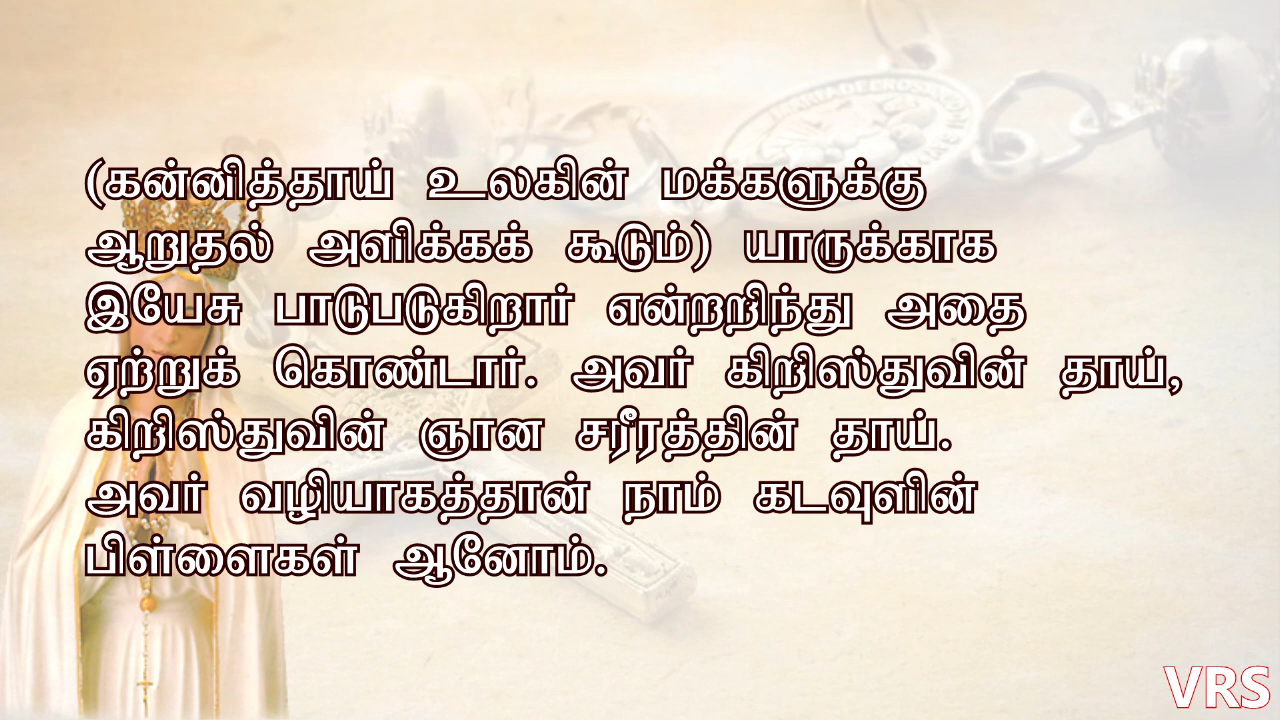 (கன்னித்தாய் உலகின் மக்களுக்கு
ஆறுதல் அளிக்கக் கூடும்) யாருக்காக
இயேசு பாடுபடுகிறார் என்றறிந்து அதை
ஏற்றுக் கொண்டார். அவர் கிறிஸ்துவின் தாய்,
கிறிஸ்துவின் ஞான சரீரத்தின் தாய்.
அவர் வழியாகத்தான் நாம் கடவுளின்
பிள்ளைகள் ஆனோம்.
VRS